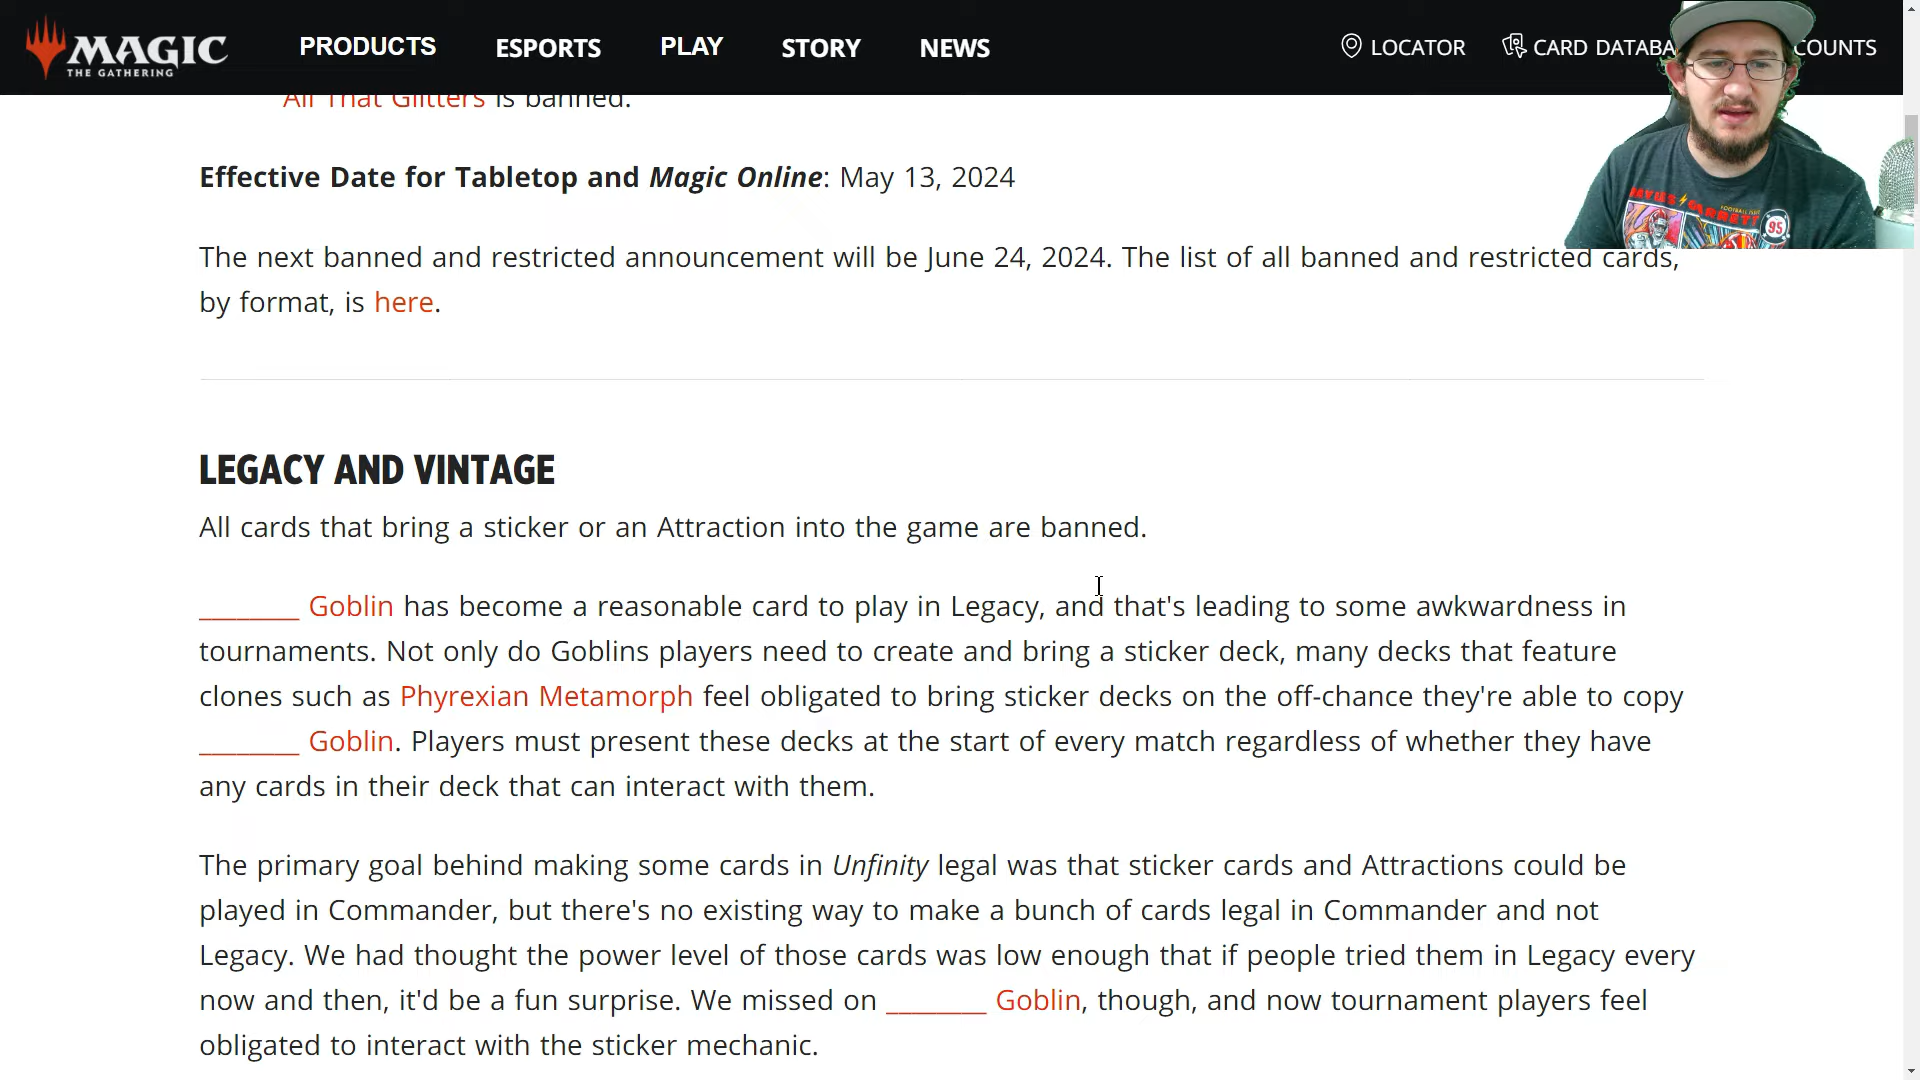 MAGIC
THE GATHERING
PRODUCTS
ESPORTS
PLAY
STORY
NEWS
LOCATOR
CARD DATABA
COUNTS
All That Glitters is banned.
Effective Date for Tabletop and Magic Online: May 13, 2024
The next banned and restricted announcement will be June 24, 2024. The list of all banned and restricted cards,
by format, is here.
LEGACY AND VINTAGE
All cards that bring a sticker or an Attraction into the game are banned.
________ Goblin has become a reasonable card to play in Legacy, and that's leading to some awkwardness in
tournaments. Not only do Goblins players need to create and bring a sticker deck, many decks that feature
clones such as Phyrexian Metamorph feel obligated to bring sticker decks on the off-chance they're able to copy
________ Goblin. Players must present these decks at the start of every match regardless of whether they have
any cards in their deck that can interact with them.
The primary goal behind making some cards in Unfinity legal was that sticker cards and Attractions could be
played in Commander, but there's no existing way to make a bunch of cards legal in Commander and not
Legacy. We had thought the power level of those cards was low enough that if people tried them in Legacy every
now and then, it'd be a fun surprise. We missed on ________ Goblin, though, and now tournament players feel
obligated to interact with the sticker mechanic.
GARRETT
95